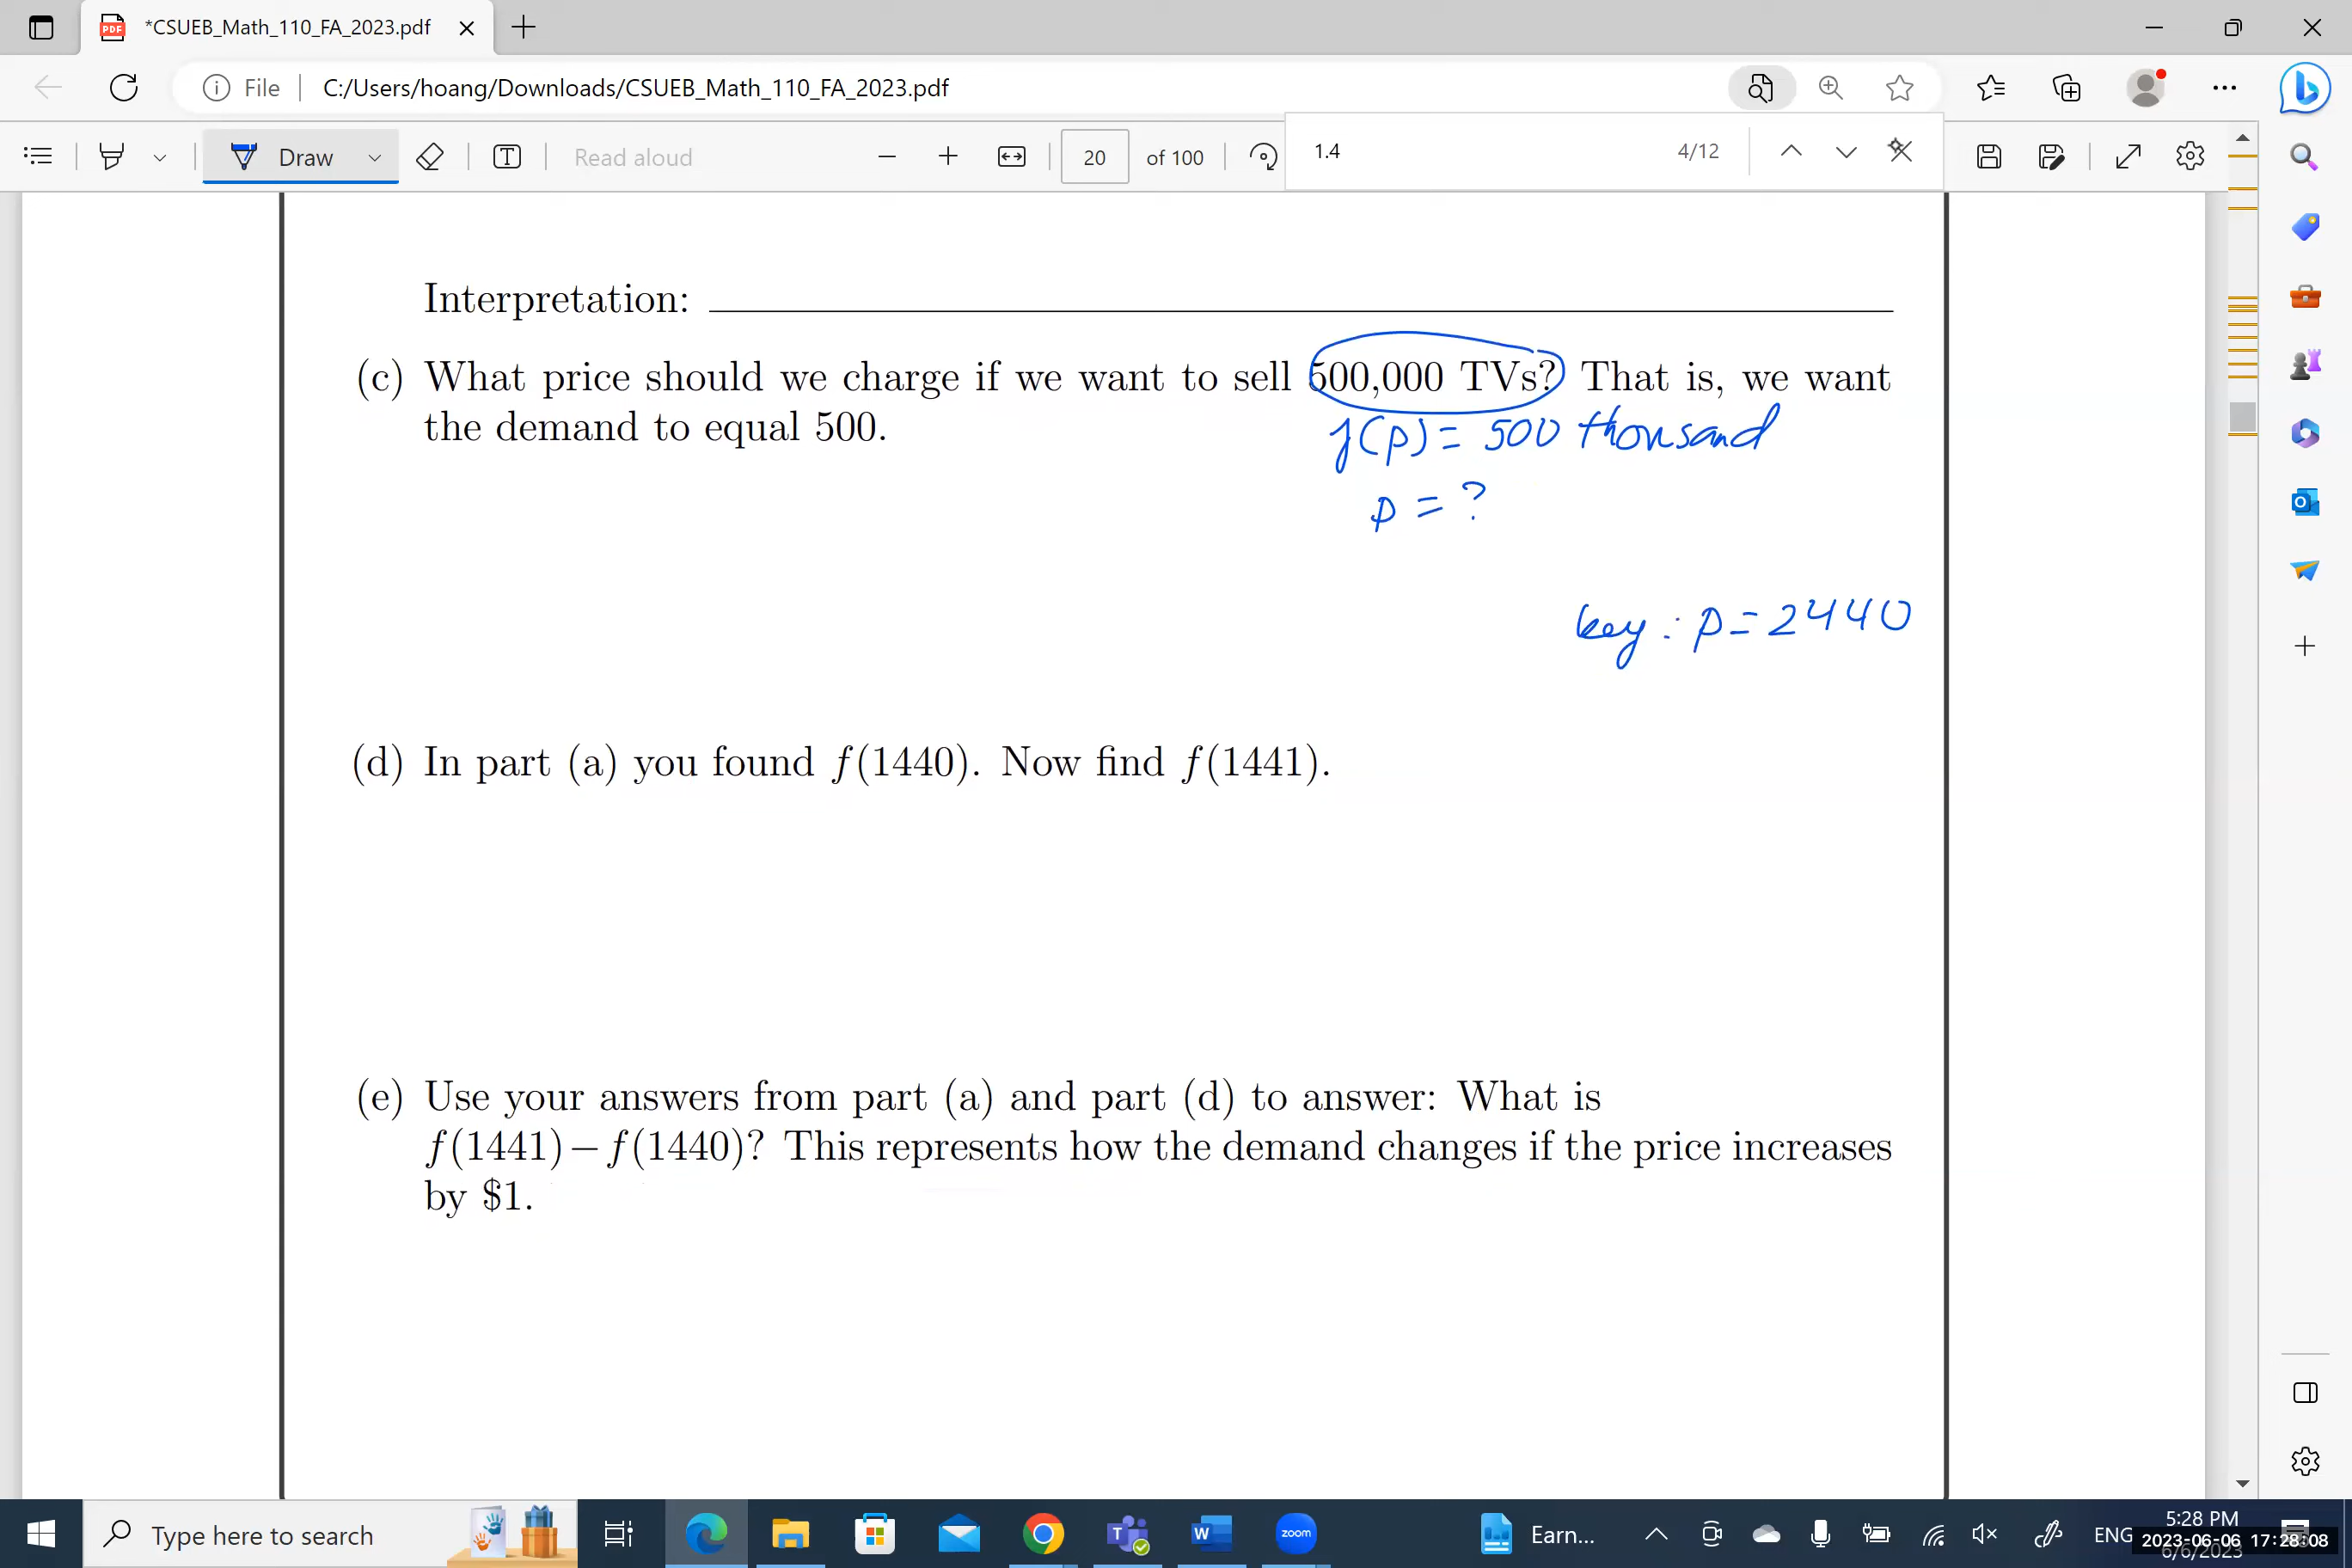 *CSUEB_Math_110_FA_2023.pdf
File C:/Users/hoang/Downloads/CSUEB_Math_110_FA_2023.pdf
Draw Read aloud 20 of 100 1.4 4/12
Interpretation:
(c) What price should we charge if we want to sell 500,000 TVs? That is, we want
the demand to equal 500.
f(p) = 500 thousand
p = ?
key : p = 2440
(d) In part (a) you found f(1440). Now find f(1441).
(e) Use your answers from part (a) and part (d) to answer: What is
f(1441) – f(1440)? This represents how the demand changes if the price increases
by $1.
Type here to search zoom Earn... ENG 5:28 PM
2023-06-06 17:28:08
6/6/2023